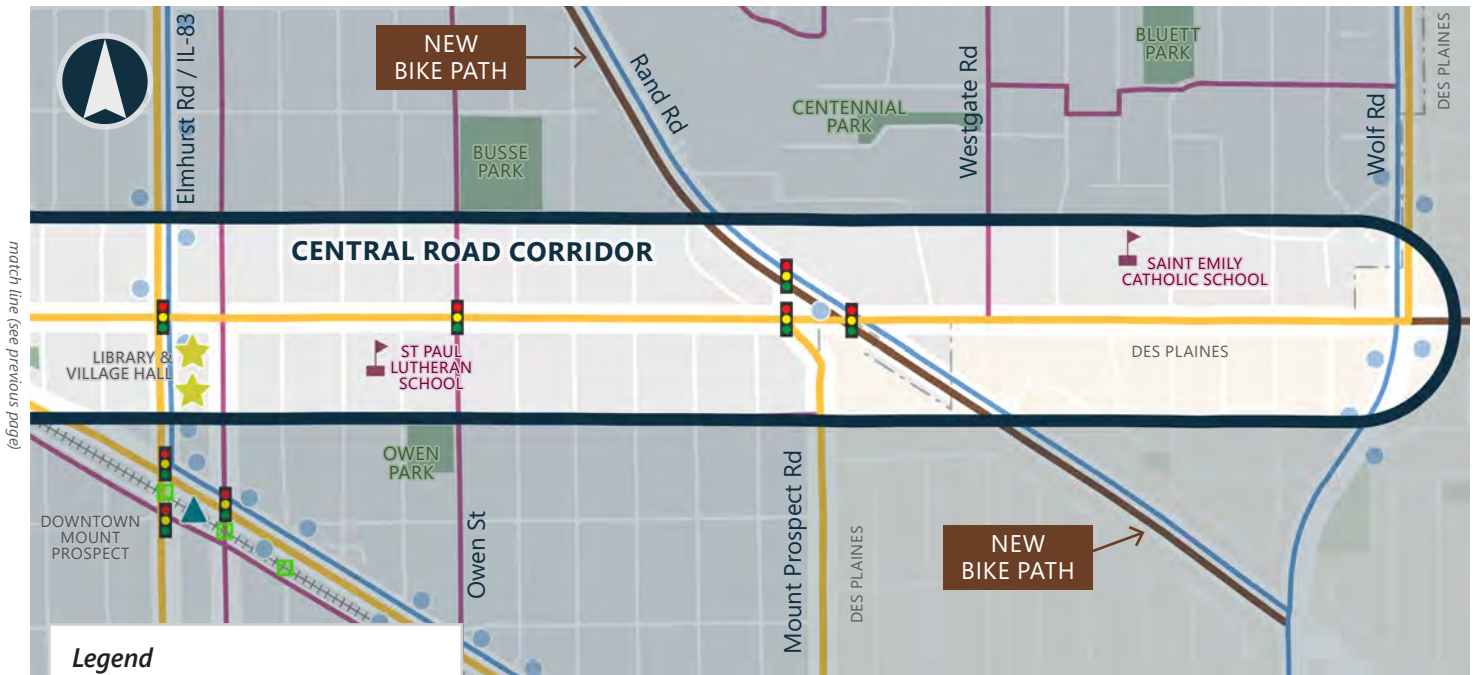 NEW
BIKE PATH
Elmhurst Rd / IL-83
Rand Rd
BLUETT
PARK
DES PLAINES
CENTENNIAL
PARK
Westgate Rd
Wolf Rd
BUSSE
PARK
CENTRAL ROAD CORRIDOR
SAINT EMILY
CATHOLIC SCHOOL
match line (see previous page)
LIBRARY &
VILLAGE HALL
ST PAUL
LUTHERAN
SCHOOL
DES PLAINES
OWEN
PARK
DOWNTOWN
MOUNT
PROSPECT
Owen St
Mount Prospect Rd
DES PLAINES
NEW
BIKE PATH
Legend